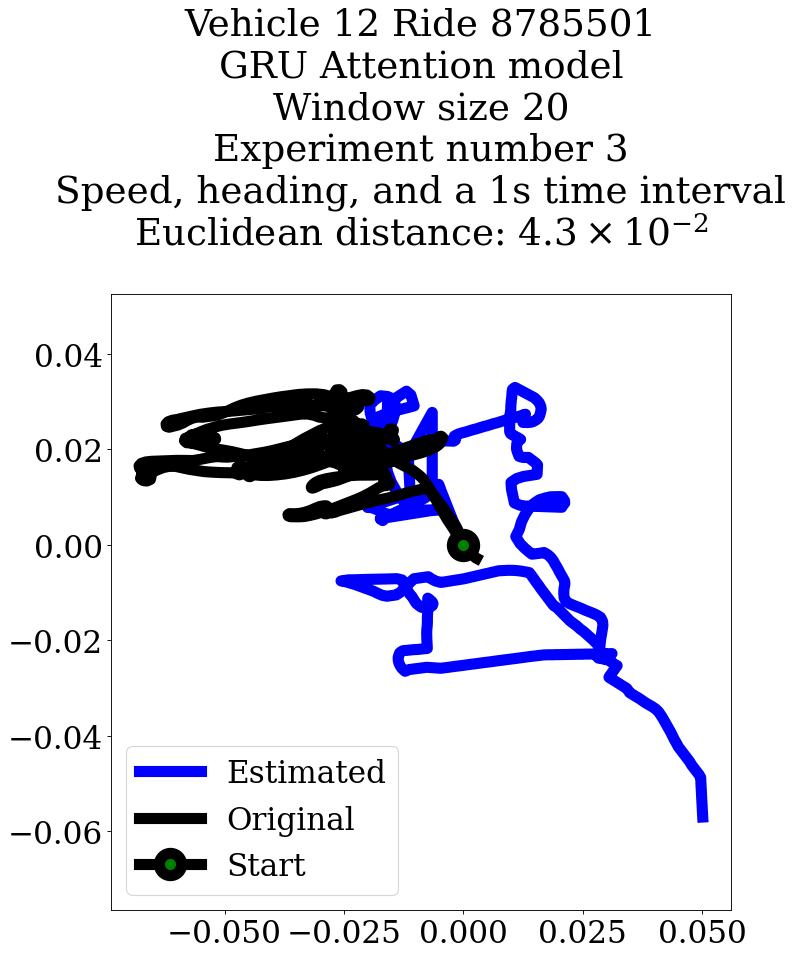 Vehicle 12 Ride 8785501
GRU Attention model
Window size 20
Experiment number 3
Speed, heading, and a 1s time interval
Euclidean distance: 4.3 × 10⁻²
0.04
0.02
0.00
−0.02
−0.04
−0.06
Estimated
Original
Start
−0.050 −0.025 0.000 0.025 0.050